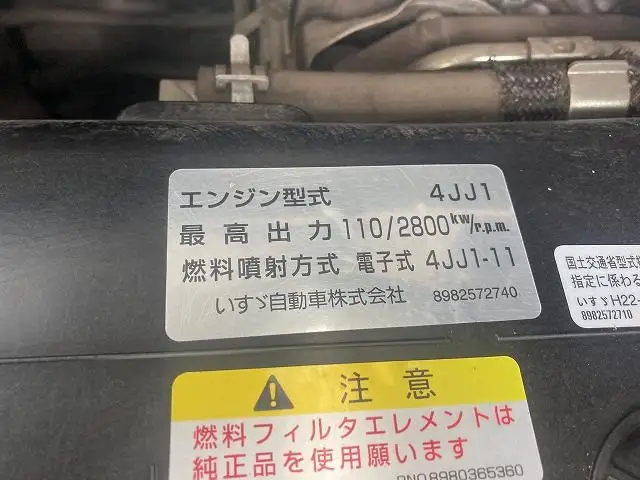 エンジン型式 4JJ1
最高出力 110/2800kW/r.p.m.
燃料噴射方式 電子式 4JJ1-11
いすゞ自動車株式会社 8982572740
国土交通省型式
指定に係わる
いすゞH22-
8982572710
注意
燃料フィルタエレメントは
純正品を使用願います
PNO.8980365360